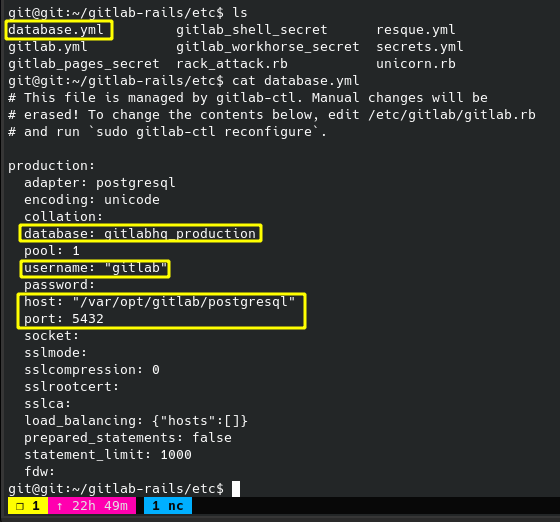 git@git:~/gitlab-rails/etc$ ls
database.yml gitlab_shell_secret resque.yml
gitlab.yml gitlab_workhorse_secret secrets.yml
gitlab_pages_secret rack_attack.rb unicorn.rb
git@git:~/gitlab-rails/etc$ cat database.yml
# This file is managed by gitlab-ctl. Manual changes will be
# erased! To change the contents below, edit /etc/gitlab/gitlab.rb
# and run `sudo gitlab-ctl reconfigure`.
production:
  adapter: postgresql
  encoding: unicode
  collation:
  database: gitlabhq_production
  pool: 1
  username: "gitlab"
  password:
  host: "/var/opt/gitlab/postgresql"
  port: 5432
  socket:
  sslmode:
  sslcompression: 0
  sslrootcert:
  sslca:
  load_balancing: {"hosts":[]}
  prepared_statements: false
  statement_limit: 1000
  fdw:
git@git:~/gitlab-rails/etc$
❐ 1 ↑ 22h 49m 1 nc